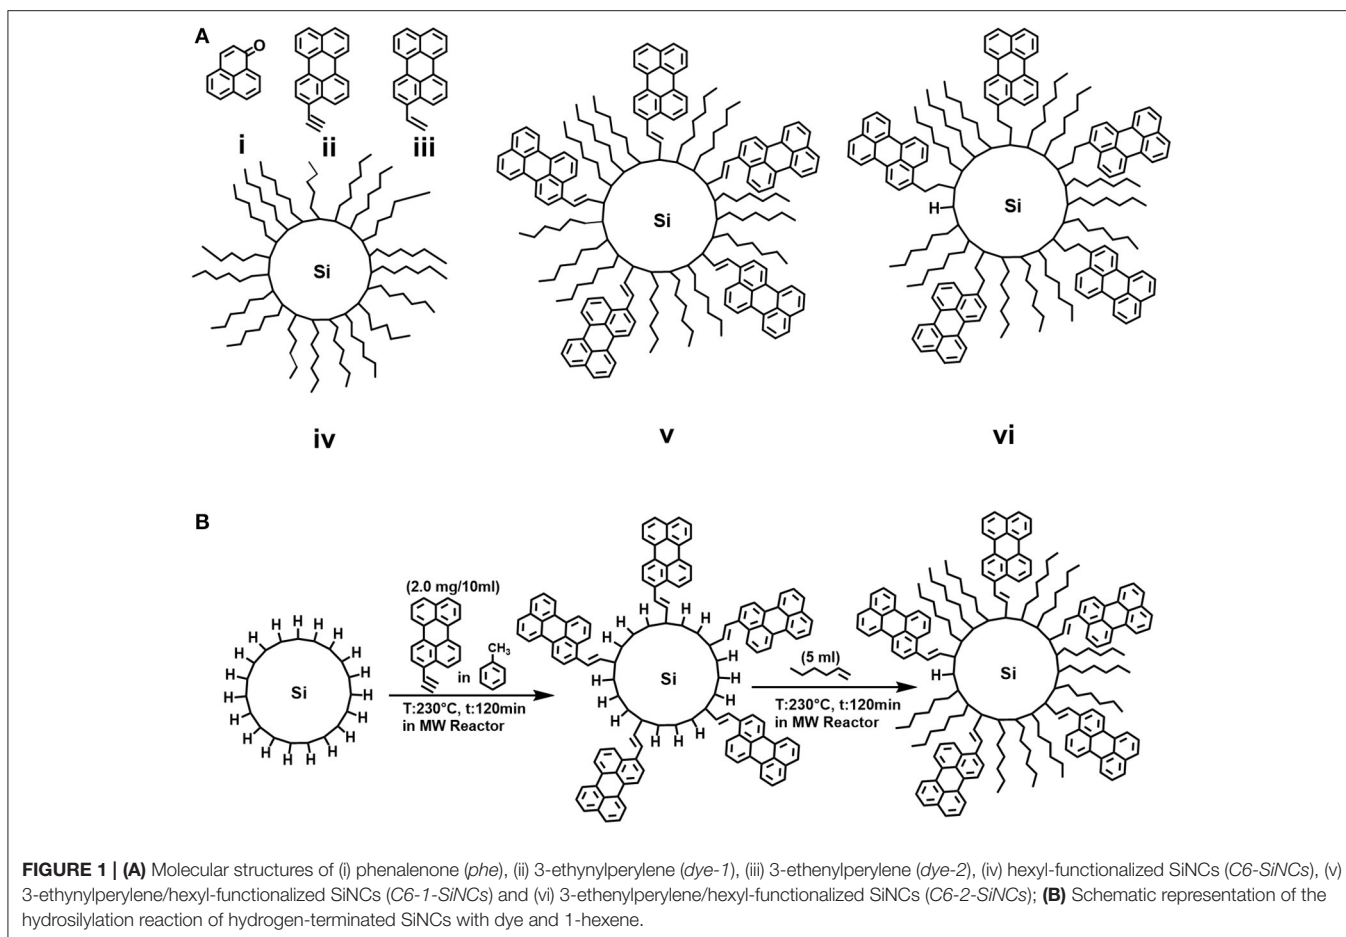 A
O
i
ii
iii
Si
iv
Si
v
H
Si
vi
B
H H H H H H H H H H H H H H H H H
Si
(2.0 mg/10ml)
in
CH3
T:230°C, t:120min
in MW Reactor
H H H H H H H H H H H H
Si
(5 ml)
T:230°C, t:120min
in MW Reactor
H
Si
FIGURE 1 | (A) Molecular structures of (i) phenalenone (phe), (ii) 3-ethynylperylene (dye-1), (iii) 3-ethenylperylene (dye-2), (iv) hexyl-functionalized SiNCs (C6-SiNCs), (v)
3-ethynylperylene/hexyl-functionalized SiNCs (C6-1-SiNCs) and (vi) 3-ethenylperylene/hexyl-functionalized SiNCs (C6-2-SiNCs); (B) Schematic representation of the
hydrosilylation reaction of hydrogen-terminated SiNCs with dye and 1-hexene.